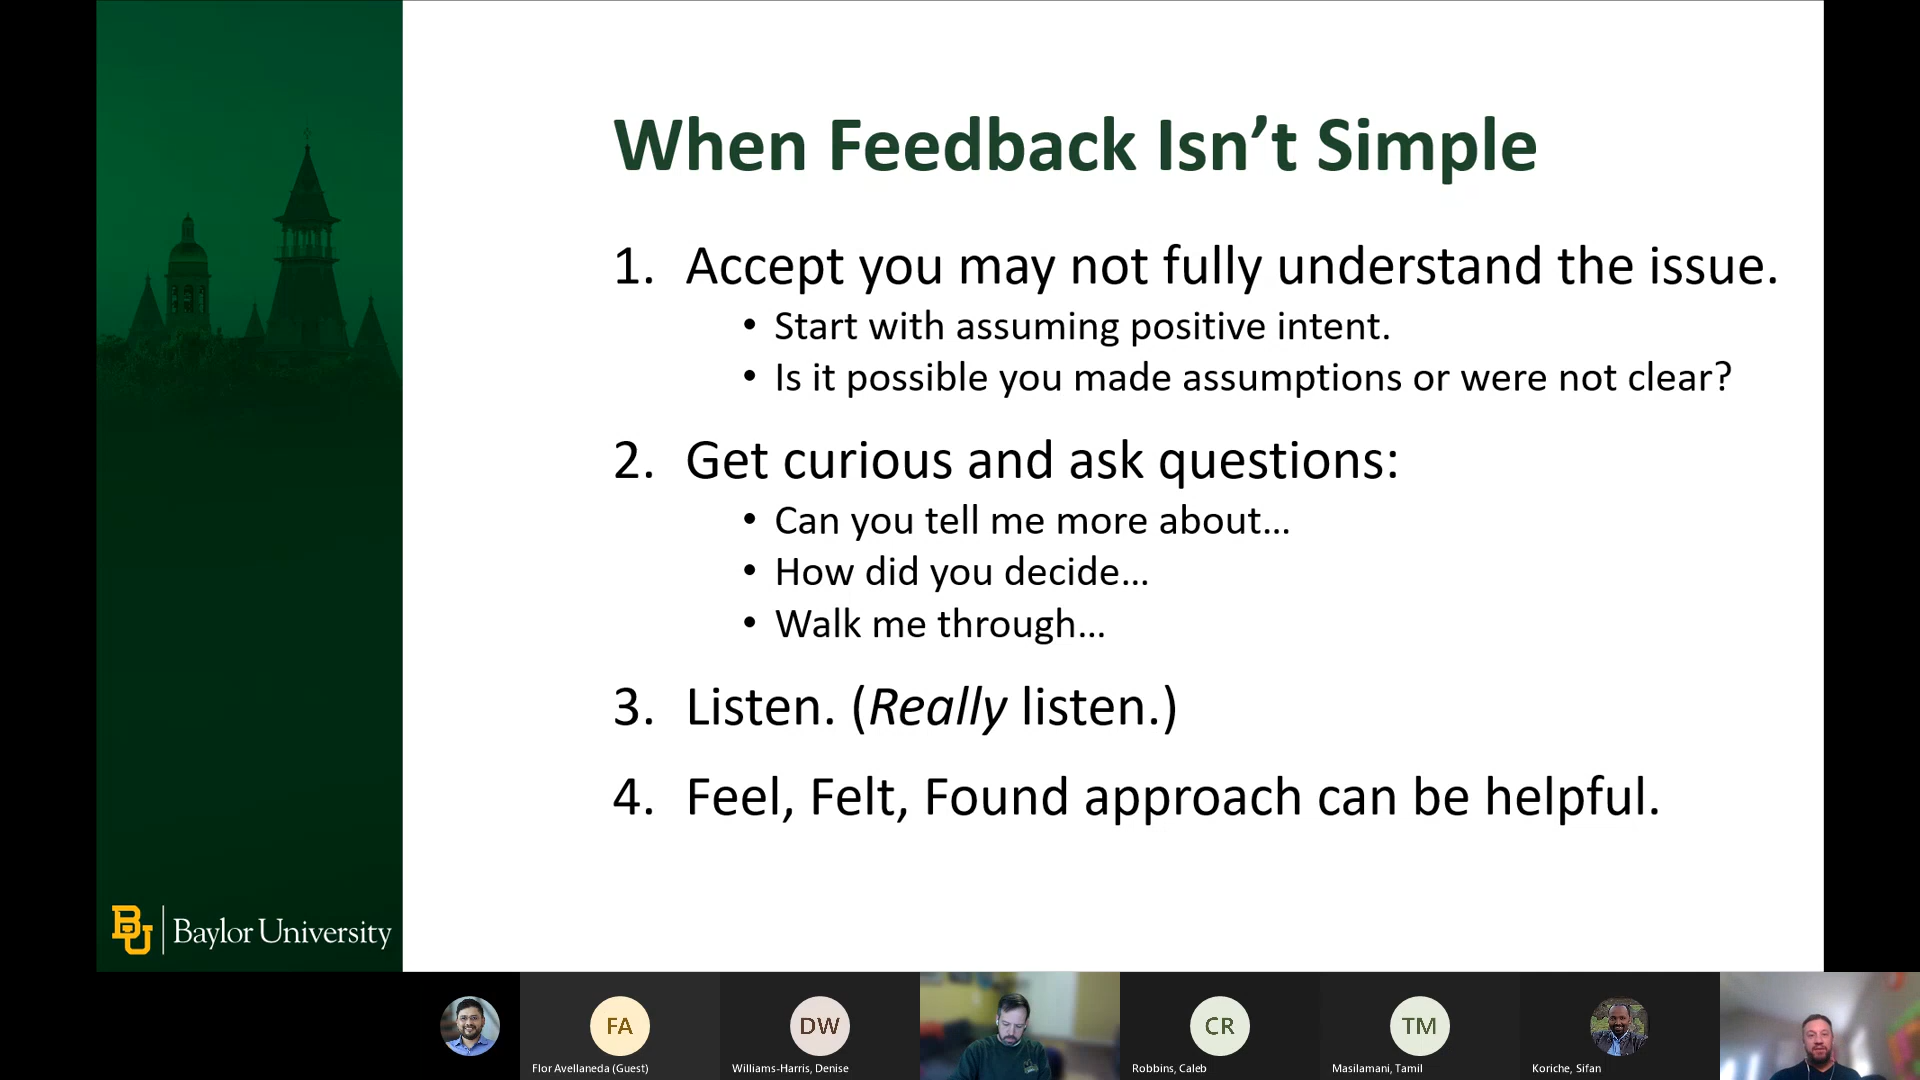 When Feedback Isn’t Simple
1. Accept you may not fully understand the issue.
• Start with assuming positive intent.
• Is it possible you made assumptions or were not clear?
2. Get curious and ask questions:
• Can you tell me more about…
• How did you decide…
• Walk me through…
3. Listen. (Really listen.)
4. Feel, Felt, Found approach can be helpful.
BU | Baylor University
FA
DW
CR
TM
Flor Avellaneda (Guest)
Williams-Harris, Denise
Robbins, Caleb
Masilamani, Tamil
Koriche, Sifan